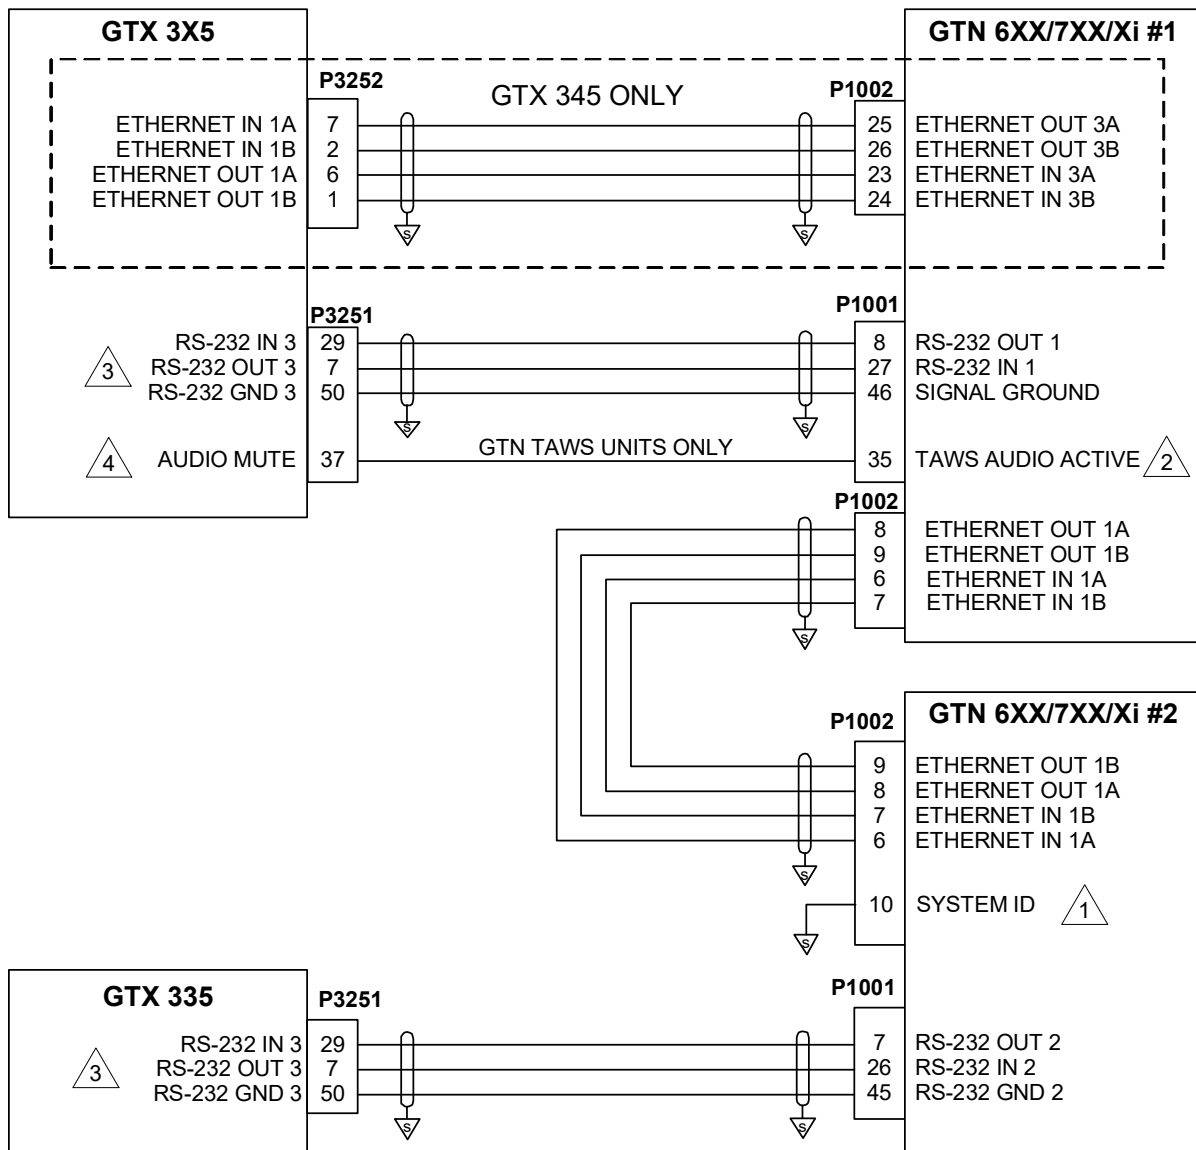 GTX 3X5
GTN 6XX/7XX/Xi #1
P3252
GTX 345 ONLY
P1002
ETHERNET IN 1A 7 25 ETHERNET OUT 3A
ETHERNET IN 1B 2 26 ETHERNET OUT 3B
ETHERNET OUT 1A 6 23 ETHERNET IN 3A
ETHERNET OUT 1B 1 24 ETHERNET IN 3B
S S
P3251
P1001
RS-232 IN 3 29 8 RS-232 OUT 1
3 RS-232 OUT 3 7 27 RS-232 IN 1
RS-232 GND 3 50 46 SIGNAL GROUND
S S
GTN TAWS UNITS ONLY
4 AUDIO MUTE 37 35 TAWS AUDIO ACTIVE 2
P1002
8 ETHERNET OUT 1A
9 ETHERNET OUT 1B
6 ETHERNET IN 1A
7 ETHERNET IN 1B
S
GTN 6XX/7XX/Xi #2
P1002
9 ETHERNET OUT 1B
8 ETHERNET OUT 1A
7 ETHERNET IN 1B
6 ETHERNET IN 1A
S
10 SYSTEM ID 1
S
GTX 335
P3251
P1001
RS-232 IN 3 29 7 RS-232 OUT 2
3 RS-232 OUT 3 7 26 RS-232 IN 2
RS-232 GND 3 50 45 RS-232 GND 2
S S